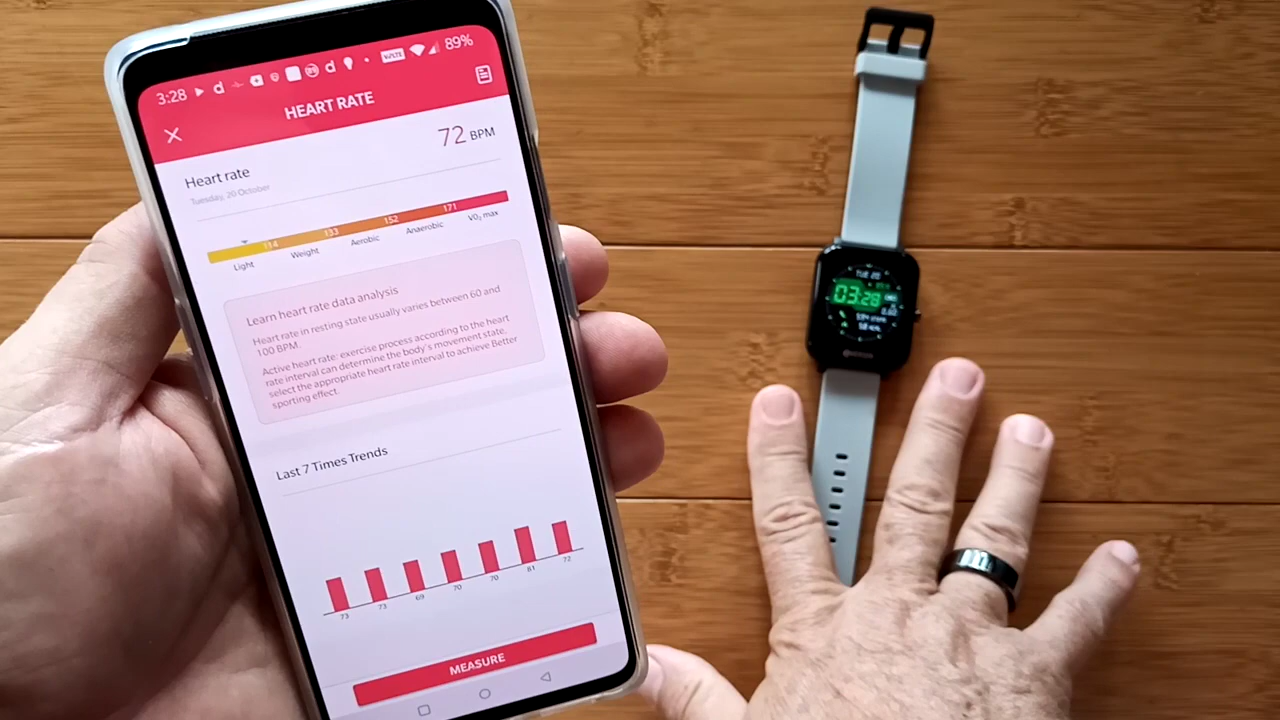 3:28
VoLTE
89%
HEART RATE
72 BPM
Heart rate
Tuesday, 20 October
114 133 152 171
Light Weight Aerobic Anaerobic VO₂ max
Learn heart rate data analysis
Heart rate in resting state usually varies between 60 and
100 BPM.
Active heart rate: exercise process according to the heart
rate interval can determine the body's movement state,
select the appropriate heart rate interval to achieve Better
sporting effect.
Last 7 Times Trends
73 73 69 70 70 81 72
MEASURE
TUE 20
03:28